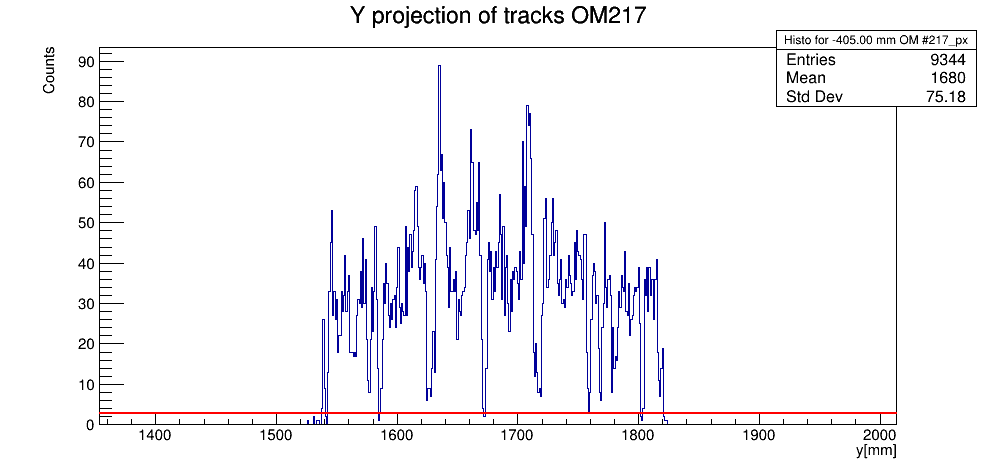 Y projection of tracks OM217
Histo for -405.00 mm OM #217_px
Entries 9344
Mean 1680
Std Dev 75.18
Counts
90
80
70
60
50
40
30
20
10
0
1400 1500 1600 1700 1800 1900 2000
y[mm]